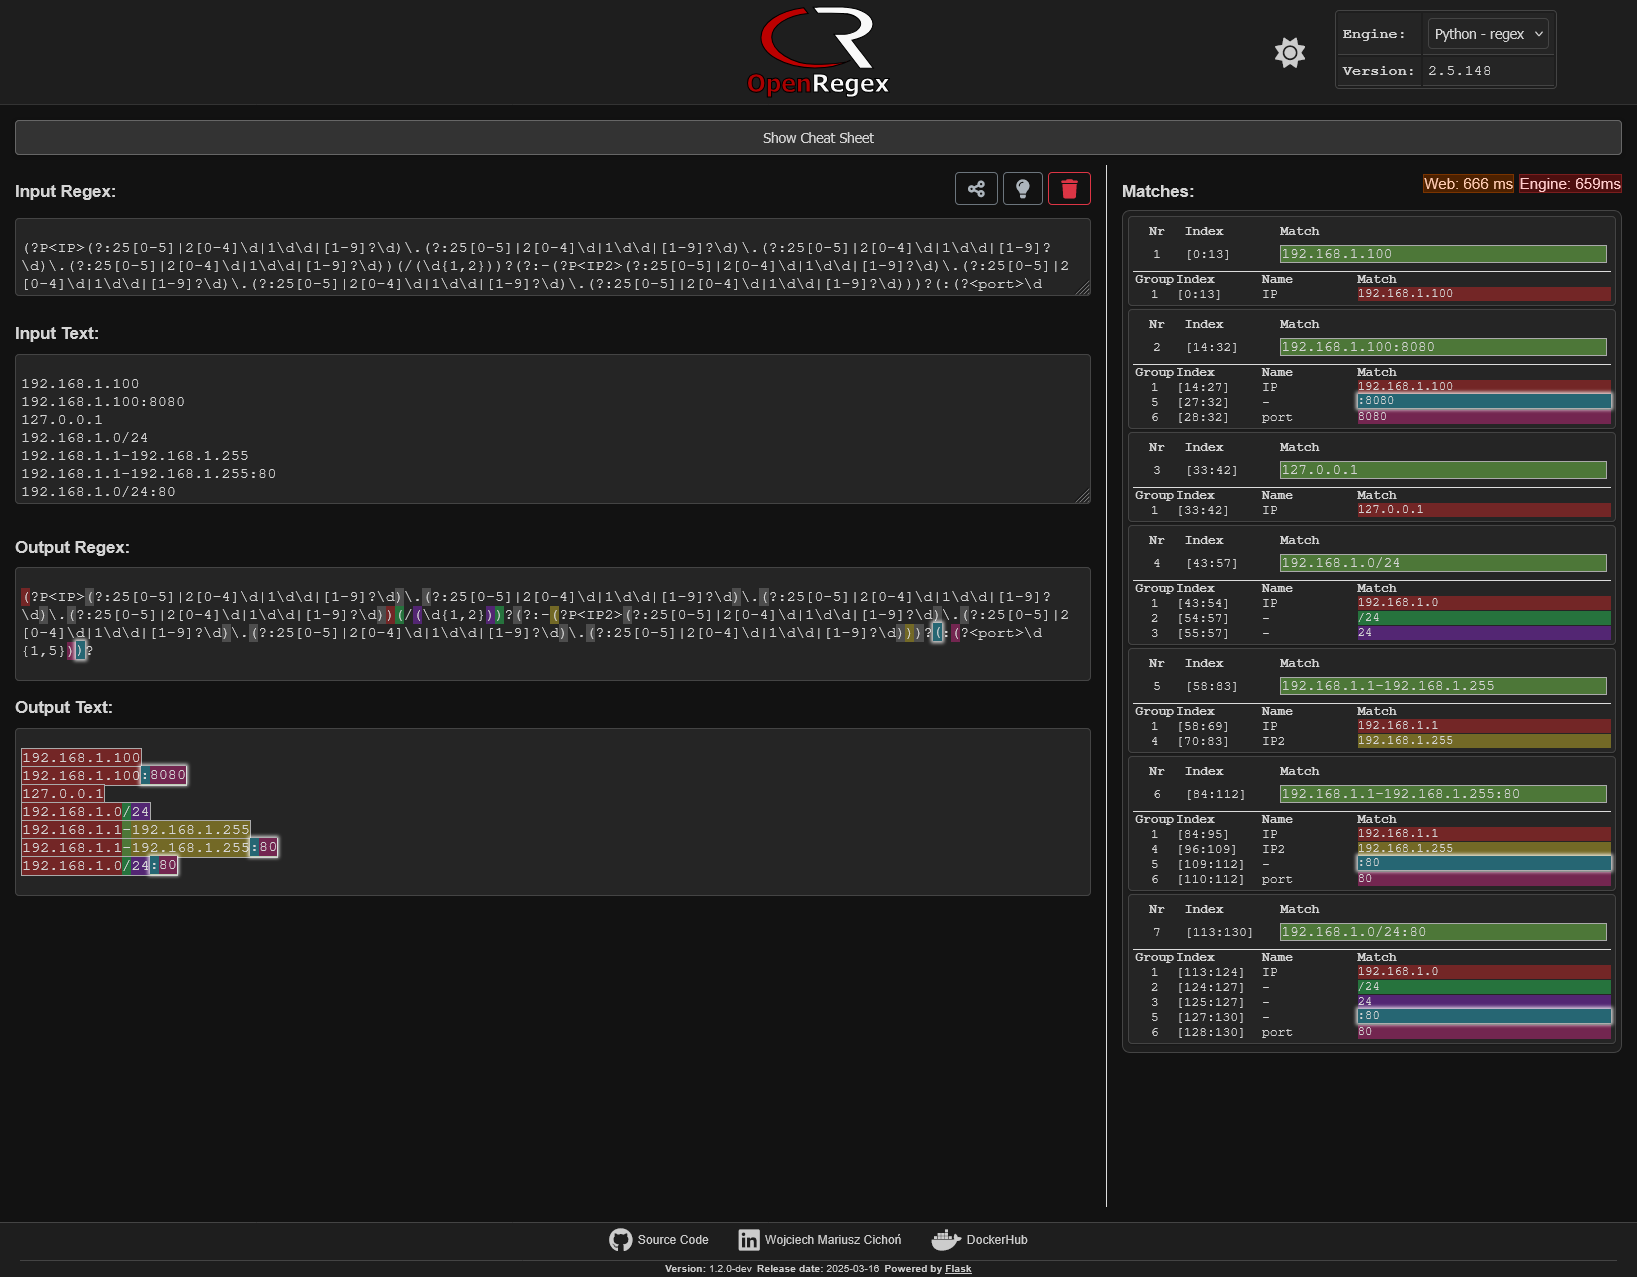 OpenRegex
Engine: Python - regex
Version: 2.5.148
Show Cheat Sheet
Input Regex:
(?P<IP>(?:25[0-5]|2[0-4]\d|1\d\d|[1-9]?\d)\.(?:25[0-5]|2[0-4]\d|1\d\d|[1-9]?\d)\.(?:25[0-5]|2[0-4]\d|1\d\d|[1-9]?
\d)\.(?:25[0-5]|2[0-4]\d|1\d\d|[1-9]?\d))(/(\d{1,2}))?(?:-(?P<IP2>(?:25[0-5]|2[0-4]\d|1\d\d|[1-9]?\d)\.(?:25[0-5]|2
[0-4]\d|1\d\d|[1-9]?\d)\.(?:25[0-5]|2[0-4]\d|1\d\d|[1-9]?\d)\.(?:25[0-5]|2[0-4]\d|1\d\d|[1-9]?\d)))?(:(?<port>\d
Input Text:
192.168.1.100
192.168.1.100:8080
127.0.0.1
192.168.1.0/24
192.168.1.1-192.168.1.255
192.168.1.1-192.168.1.255:80
192.168.1.0/24:80
Output Regex:
(?P<IP>(?:25[0-5]|2[0-4]\d|1\d\d|[1-9]?\d)\.(?:25[0-5]|2[0-4]\d|1\d\d|[1-9]?\d)\.(?:25[0-5]|2[0-4]\d|1\d\d|[1-9]?
\d)\.(?:25[0-5]|2[0-4]\d|1\d\d|[1-9]?\d))(/(\d{1,2}))?(?:-(?P<IP2>(?:25[0-5]|2[0-4]\d|1\d\d|[1-9]?\d)\.(?:25[0-5]|2
[0-4]\d|1\d\d|[1-9]?\d)\.(?:25[0-5]|2[0-4]\d|1\d\d|[1-9]?\d)\.(?:25[0-5]|2[0-4]\d|1\d\d|[1-9]?\d)))?(:(?<port>\d
{1,5}))?
Output Text:
192.168.1.100
192.168.1.100:8080
127.0.0.1
192.168.1.0/24
192.168.1.1-192.168.1.255
192.168.1.1-192.168.1.255:80
192.168.1.0/24:80
Matches: Web: 666 ms Engine: 659ms
Nr Index Match
1 [0:13] 192.168.1.100
Group Index Name Match
1 [0:13] IP 192.168.1.100
Nr Index Match
2 [14:32] 192.168.1.100:8080
Group Index Name Match
1 [14:27] IP 192.168.1.100
5 [27:32] - :8080
6 [28:32] port 8080
Nr Index Match
3 [33:42] 127.0.0.1
Group Index Name Match
1 [33:42] IP 127.0.0.1
Nr Index Match
4 [43:57] 192.168.1.0/24
Group Index Name Match
1 [43:54] IP 192.168.1.0
2 [54:57] - /24
3 [55:57] - 24
Nr Index Match
5 [58:83] 192.168.1.1-192.168.1.255
Group Index Name Match
1 [58:69] IP 192.168.1.1
4 [70:83] IP2 192.168.1.255
Nr Index Match
6 [84:112] 192.168.1.1-192.168.1.255:80
Group Index Name Match
1 [84:95] IP 192.168.1.1
4 [96:109] IP2 192.168.1.255
5 [109:112] - :80
6 [110:112] port 80
Nr Index Match
7 [113:130] 192.168.1.0/24:80
Group Index Name Match
1 [113:124] IP 192.168.1.0
2 [124:127] - /24
3 [125:127] - 24
5 [127:130] - :80
6 [128:130] port 80
Source Code Wojciech Mariusz Cichoń DockerHub
Version: 1.2.0-dev Release date: 2025-03-16 Powered by Flask